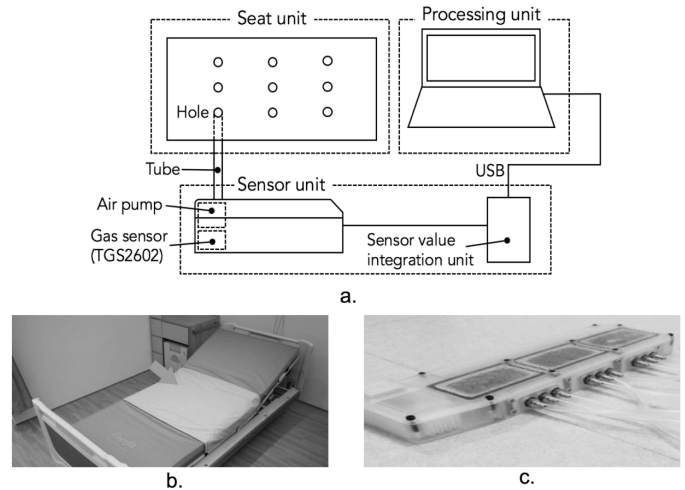 Seat unit
Processing unit
Hole
Tube
USB
Sensor unit
Air pump
Gas sensor
(TGS2602)
Sensor value
integration unit
a.
b.
c.